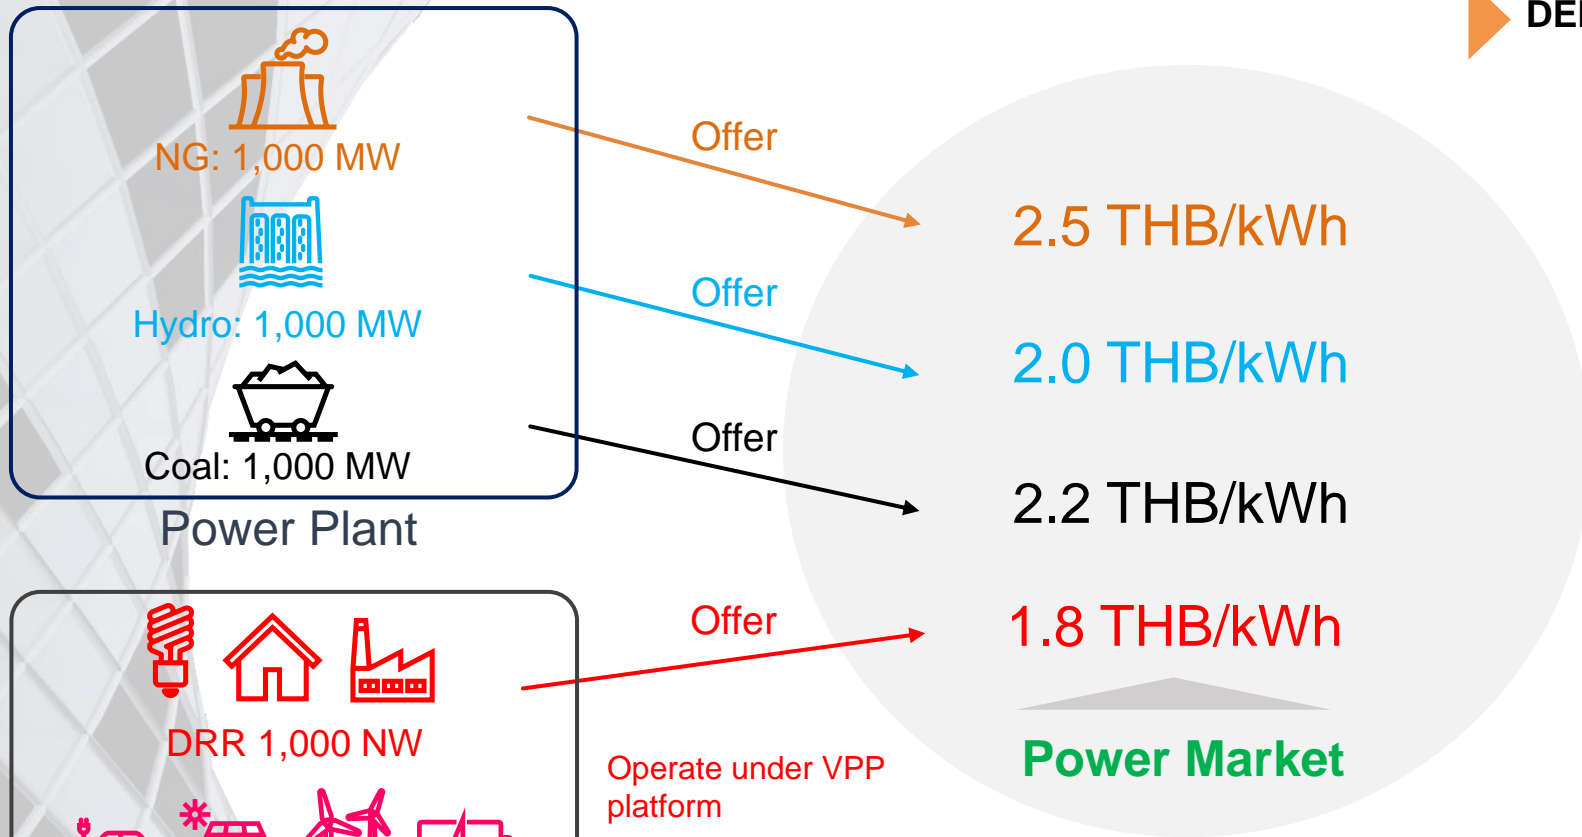 NG: 1,000 MW
Hydro: 1,000 MW
Coal: 1,000 MW
Power Plant
Offer
Offer
Offer
Offer
2.5 THB/kWh
2.0 THB/kWh
2.2 THB/kWh
1.8 THB/kWh
Power Market
DRR 1,000 NW
Operate under VPP
platform